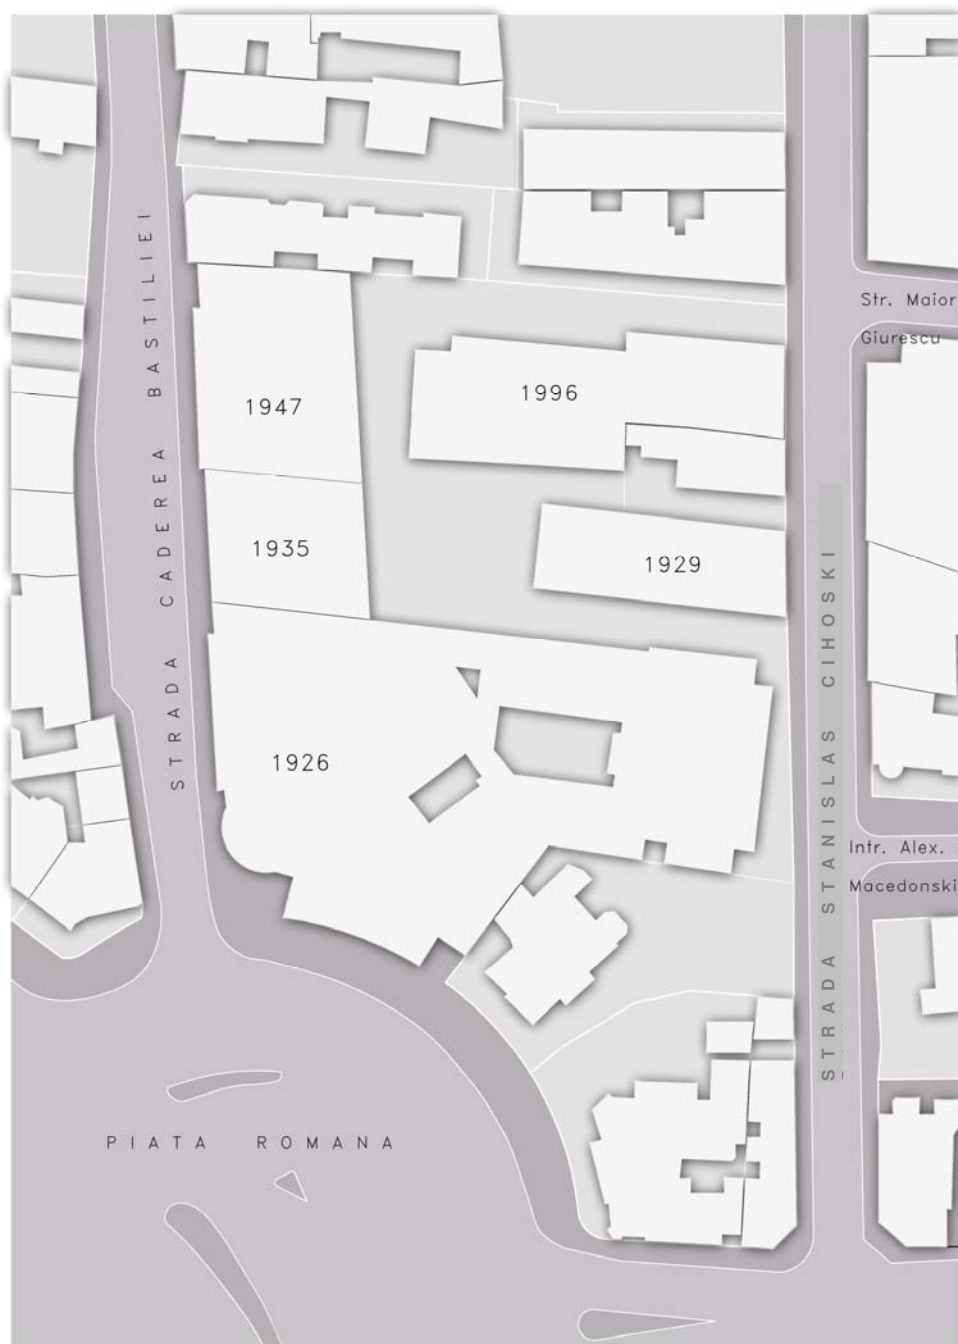 STRADA CADEREA BASTILIEI
Str. Maior
Giurescu
1947
1996
1935
1929
STRADA STANISLAS CIHOSKI
1926
Intr. Alex.
Macedonski
PIATA ROMANA